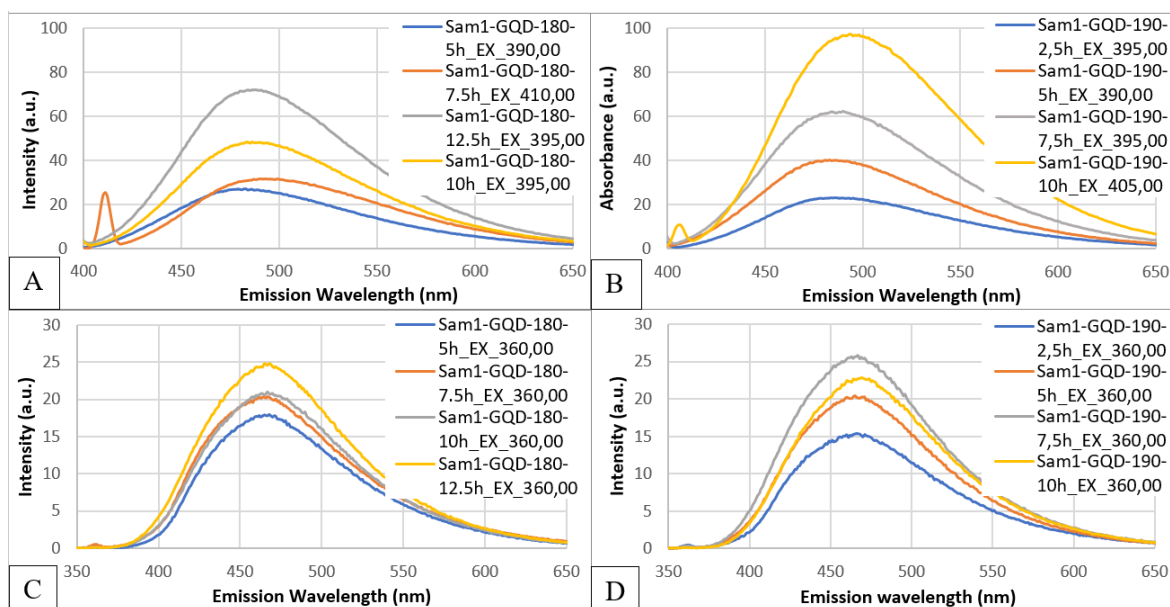 100
80
60
40
20
0
400
450
500
550
600
650
Intensity (a.u.)
Emission Wavelength (nm)
Sam1-GQD-180-
5h_EX_390,00
Sam1-GQD-180-
7.5h_EX_410,00
Sam1-GQD-180-
12.5h_EX_395,00
Sam1-GQD-180-
10h_EX_395,00
A
100
80
60
40
20
0
400
450
500
550
600
650
Absorbance (a.u.)
Emission Wavelength (nm)
Sam1-GQD-190-
2,5h_EX_395,00
Sam1-GQD-190-
5h_EX_390,00
Sam1-GQD-190-
7,5h_EX_395,00
Sam1-GQD-190-
10h_EX_405,00
B
30
25
20
15
10
5
0
350
400
450
500
550
600
650
Intensity (a.u.)
Emission Wavelength (nm)
Sam1-GQD-180-
5h_EX_360,00
Sam1-GQD-180-
7.5h_EX_360,00
Sam1-GQD-180-
10h_EX_360,00
Sam1-GQD-180-
12.5h_EX_360,00
C
30
25
20
15
10
5
0
350
400
450
500
550
600
650
Intensity (a.u.)
Emission wavelength (nm)
Sam1-GQD-190-
2,5h_EX_360,00
Sam1-GQD-190-
5h_EX_360,00
Sam1-GQD-190-
7,5h_EX_360,00
Sam1-GQD-190-
10h_EX_360,00
D